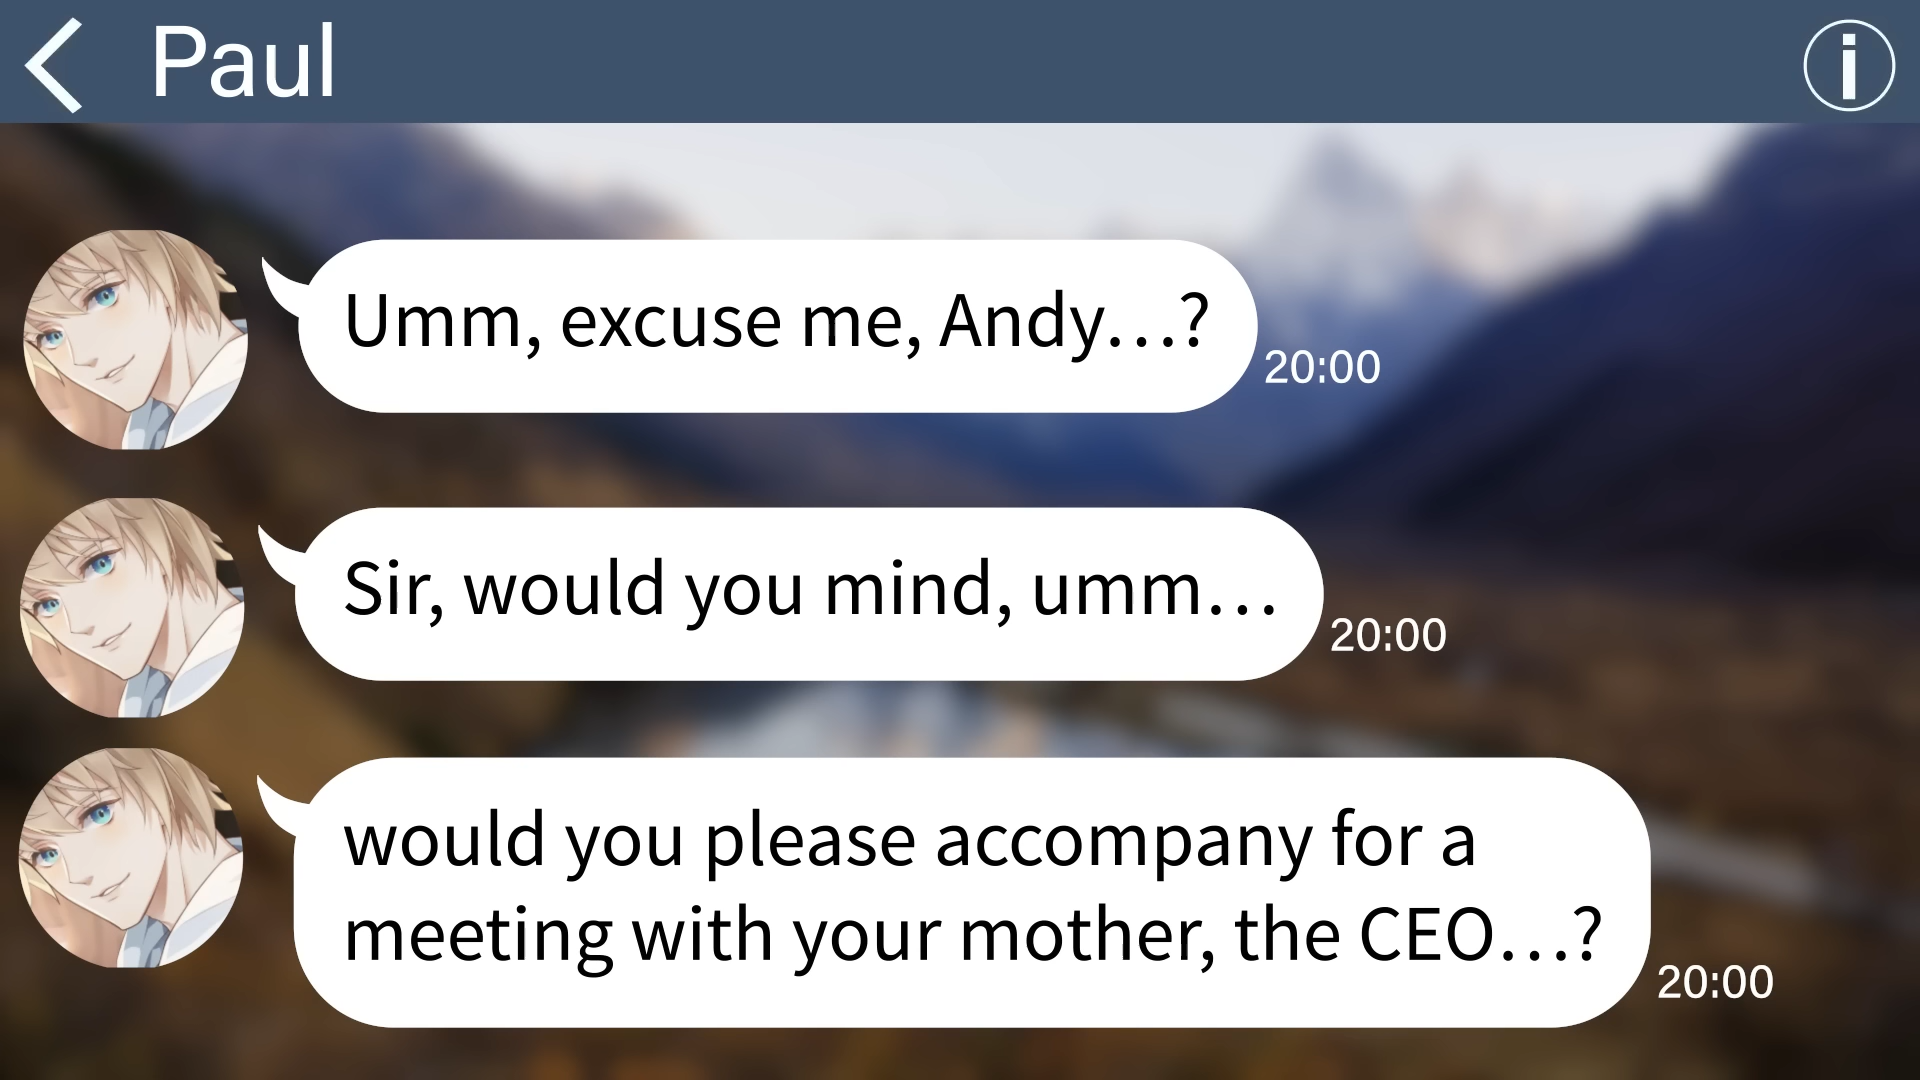 Paul
Umm, excuse me, Andy…?
20:00
Sir, would you mind, umm…
20:00
would you please accompany for a
meeting with your mother, the CEO…?
20:00